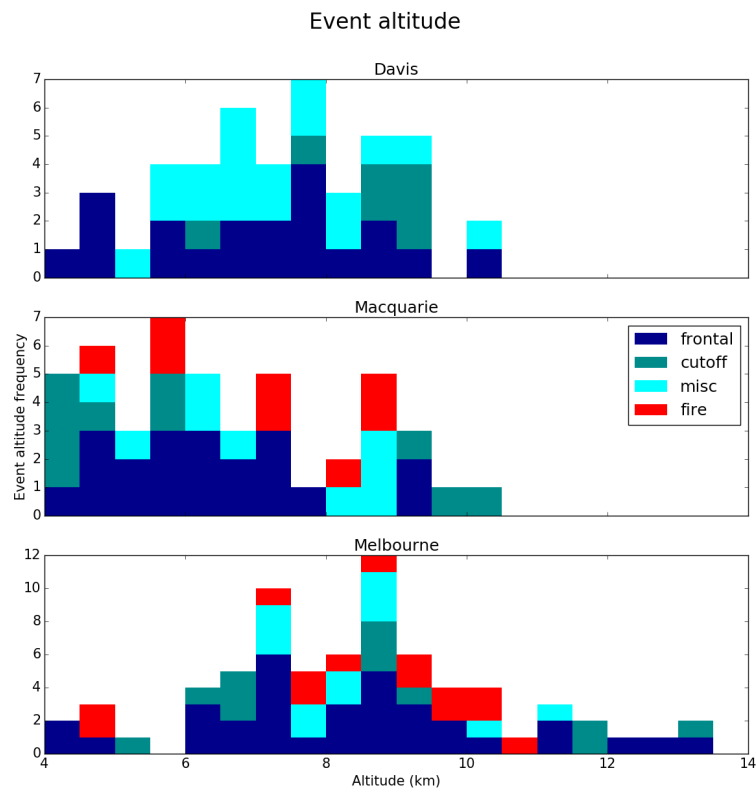 Event altitude
Davis
7
6
5
4
3
2
1
0
Macquarie
7
6
5
4
3
2
1
0
frontal
cutoff
misc
fire
Event altitude frequency
Melbourne
12
10
8
6
4
2
0
4 6 8 10 12 14
Altitude (km)